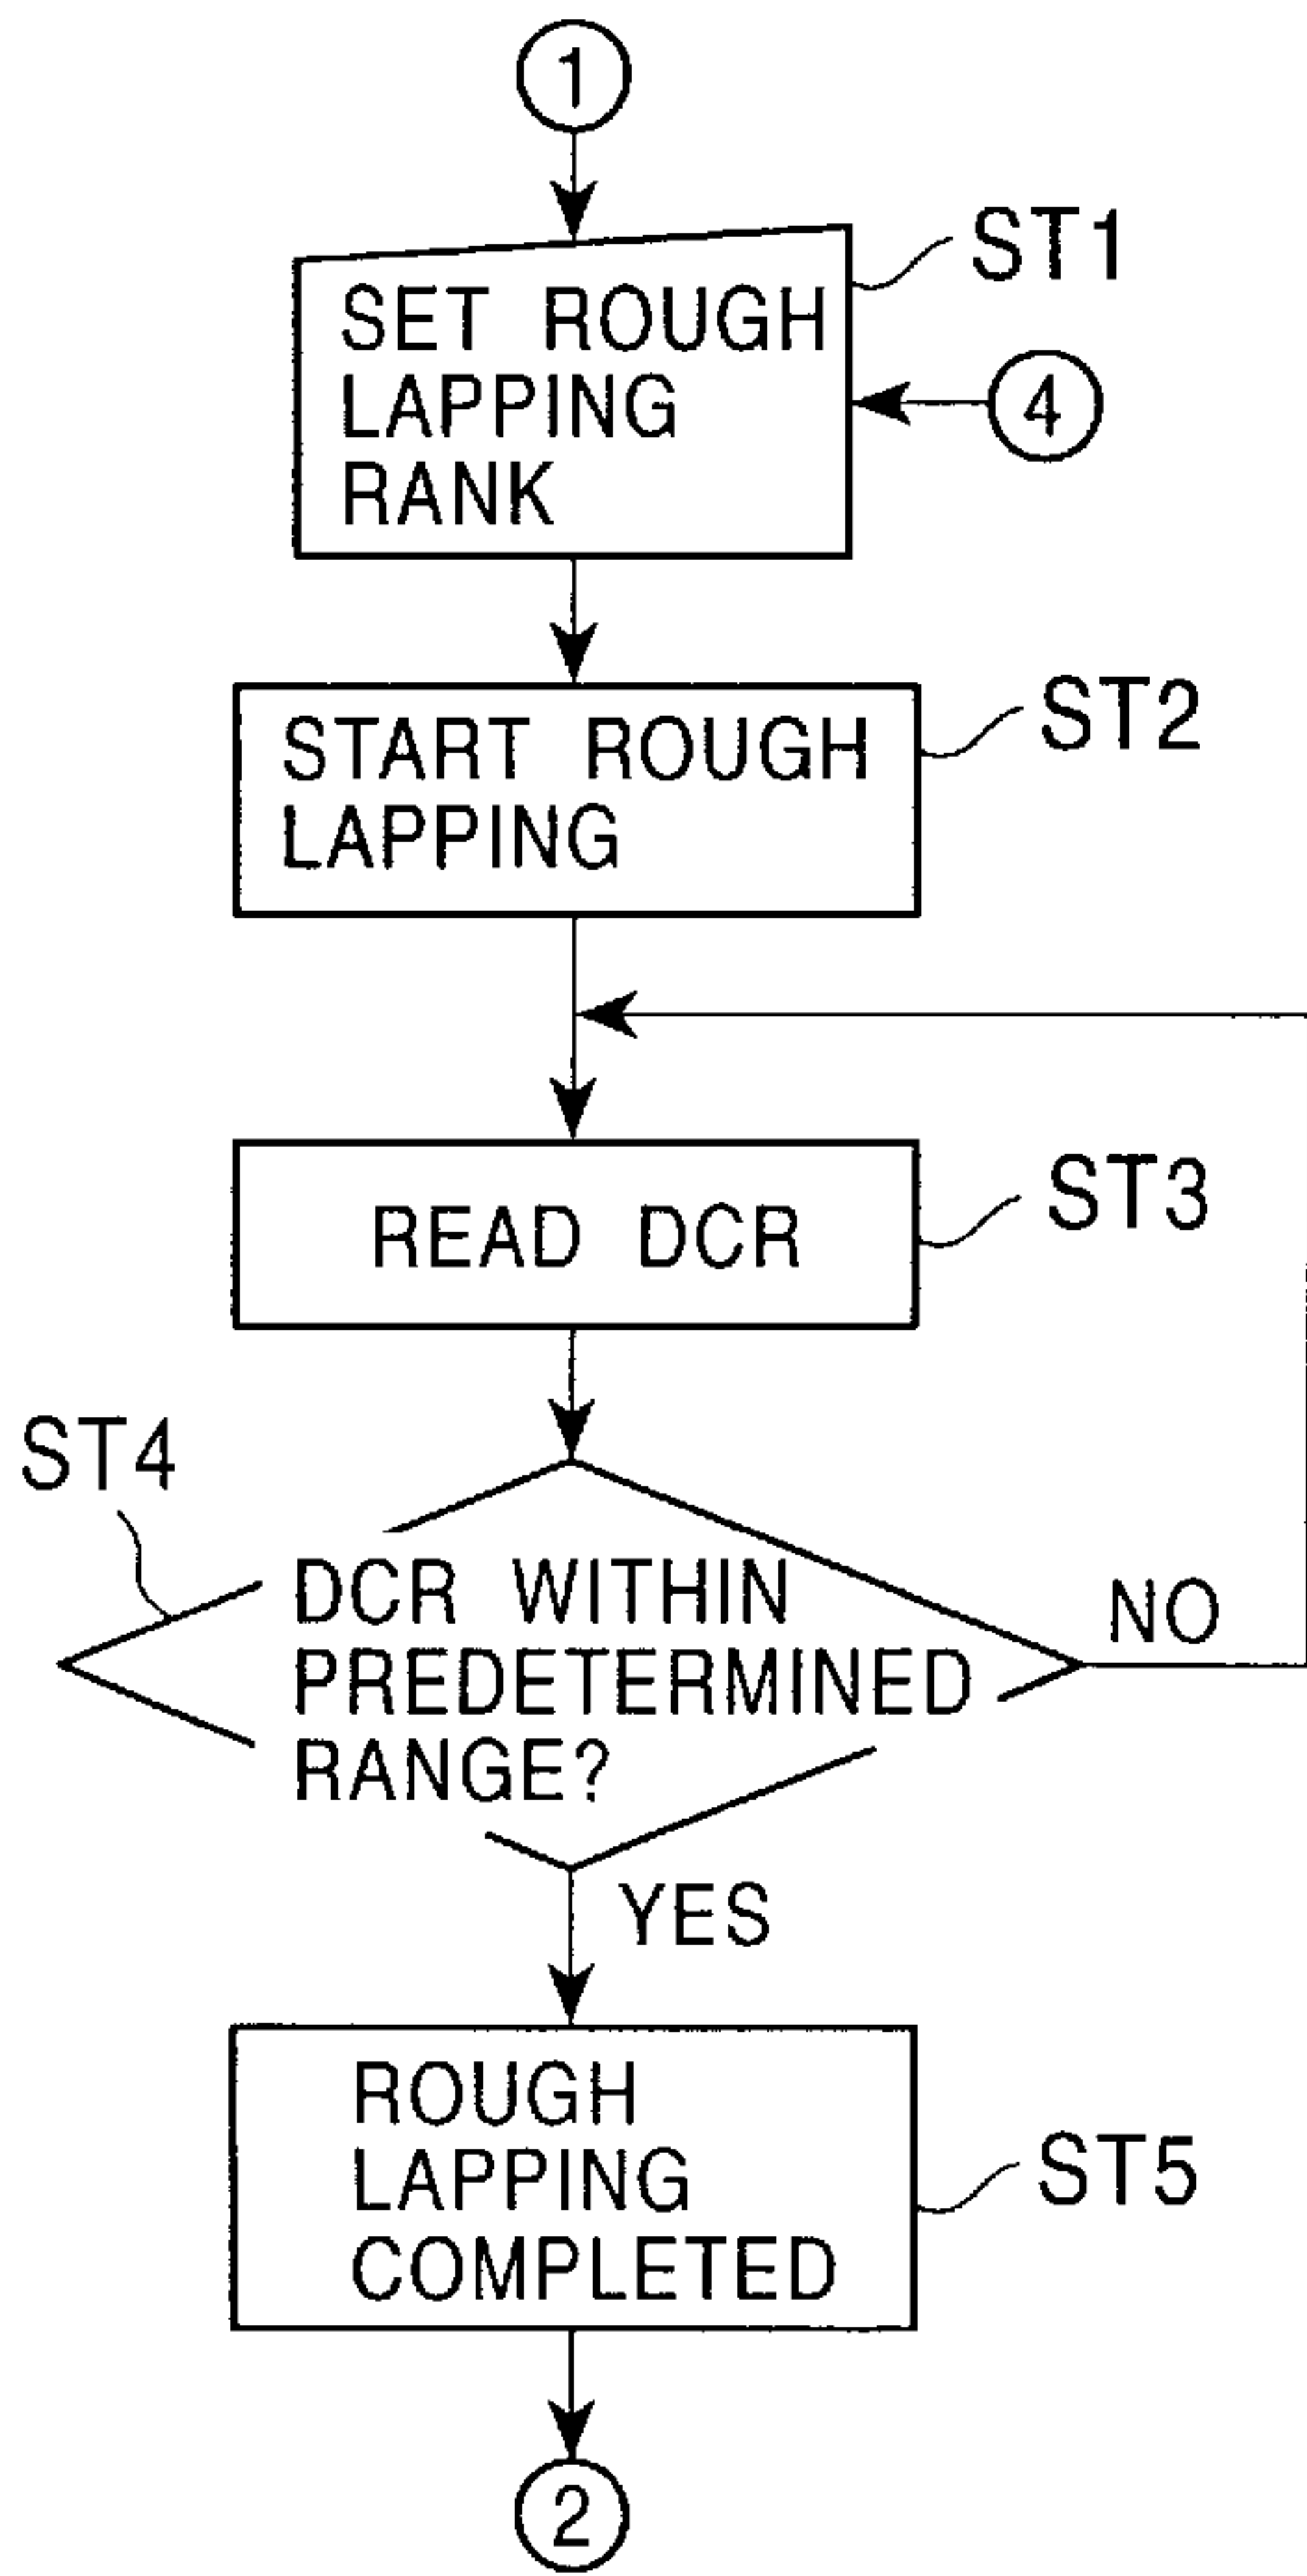 1
ST1
SET ROUGH
LAPPING
RANK
4
ST2
START ROUGH
LAPPING
ST3
READ DCR
ST4
DCR WITHIN
PREDETERMINED
RANGE?
NO
YES
ROUGH
LAPPING
COMPLETED
ST5
2